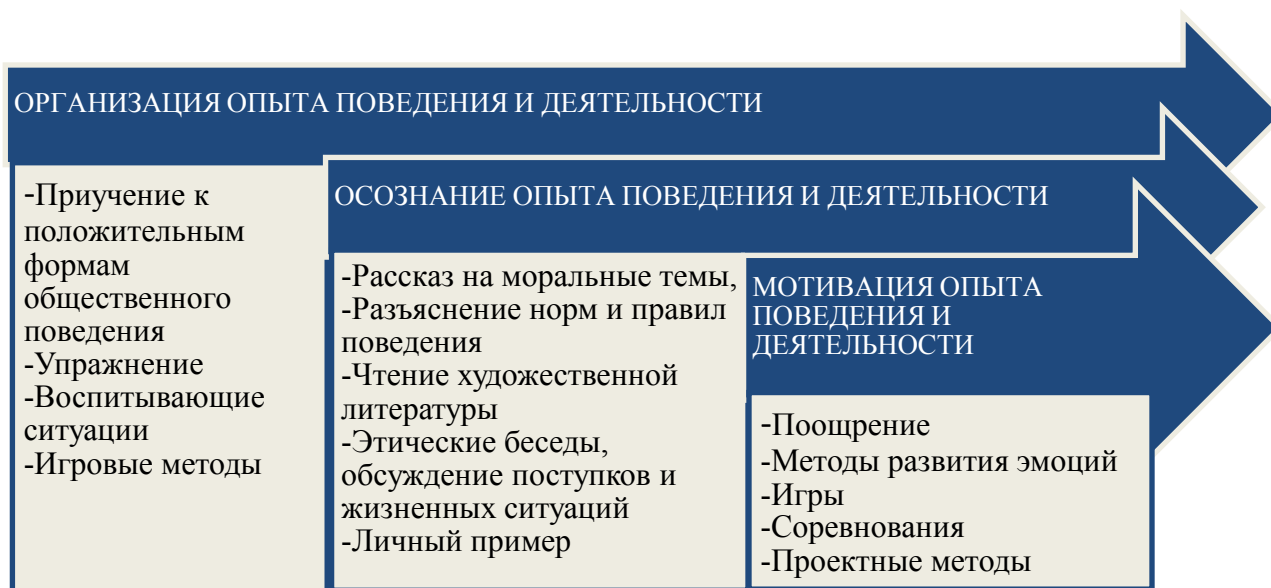 ОРГАНИЗАЦИЯ ОПЫТА ПОВЕДЕНИЯ И ДЕЯТЕЛЬНОСТИ
-Приучение к
положительным
формам
общественного
поведения
-Упражнение
-Воспитывающие
ситуации
-Игровые методы
ОСОЗНАНИЕ ОПЫТА ПОВЕДЕНИЯ И ДЕЯТЕЛЬНОСТИ
-Рассказ на моральные темы,
-Разъяснение норм и правил
поведения
-Чтение художественной
литературы
-Этические беседы,
обсуждение поступков и
жизненных ситуаций
-Личный пример
МОТИВАЦИЯ ОПЫТА
ПОВЕДЕНИЯ И
ДЕЯТЕЛЬНОСТИ
-Поощрение
-Методы развития эмоций
-Игры
-Соревнования
-Проектные методы